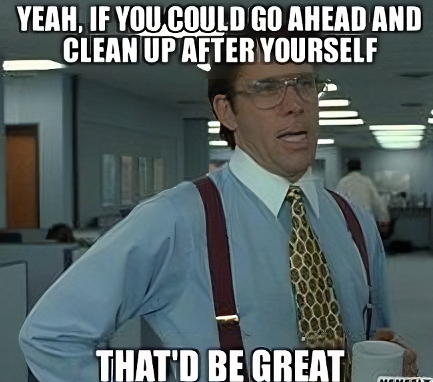 YEAH, IF YOU COULD GO AHEAD AND
CLEAN UP AFTER YOURSELF
THAT'D BE GREAT